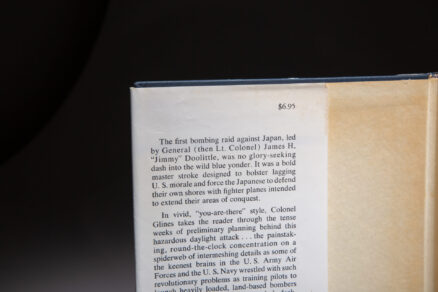 $6.95
The first bombing raid against Japan, led
by General (then Lt. Colonel) James H.
"Jimmy" Doolittle, was no glory-seeking
dash into the wild blue yonder. It was a bold
master stroke designed to bolster lagging
U. S. morale and force the Japanese to defend
their own shores with fighter planes intended
to extend their areas of conquest.
In vivid, "you-are-there" style, Colonel
Glines takes the reader through the tense
weeks of preliminary planning behind this
hazardous daylight attack . . . the painstak-
ing, round-the-clock concentration on a
spiderweb of intermeshing details as some of
the keenest brains in the U. S. Army Air
Forces and the U. S. Navy wrestled with such
revolutionary problems as training pilots to
launch heavily loaded, land-based bombers